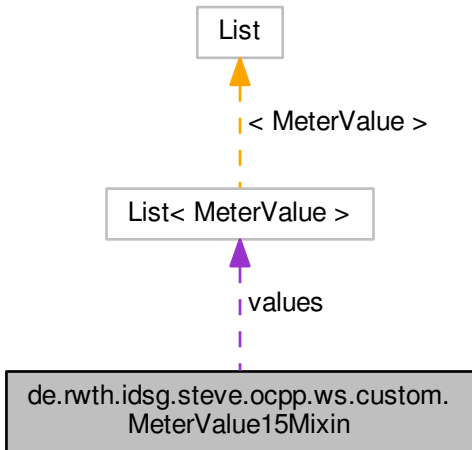 List
< MeterValue >
List< MeterValue >
values
de.rwth.idsg.steve.ocpp.ws.custom.
MeterValue15Mixin